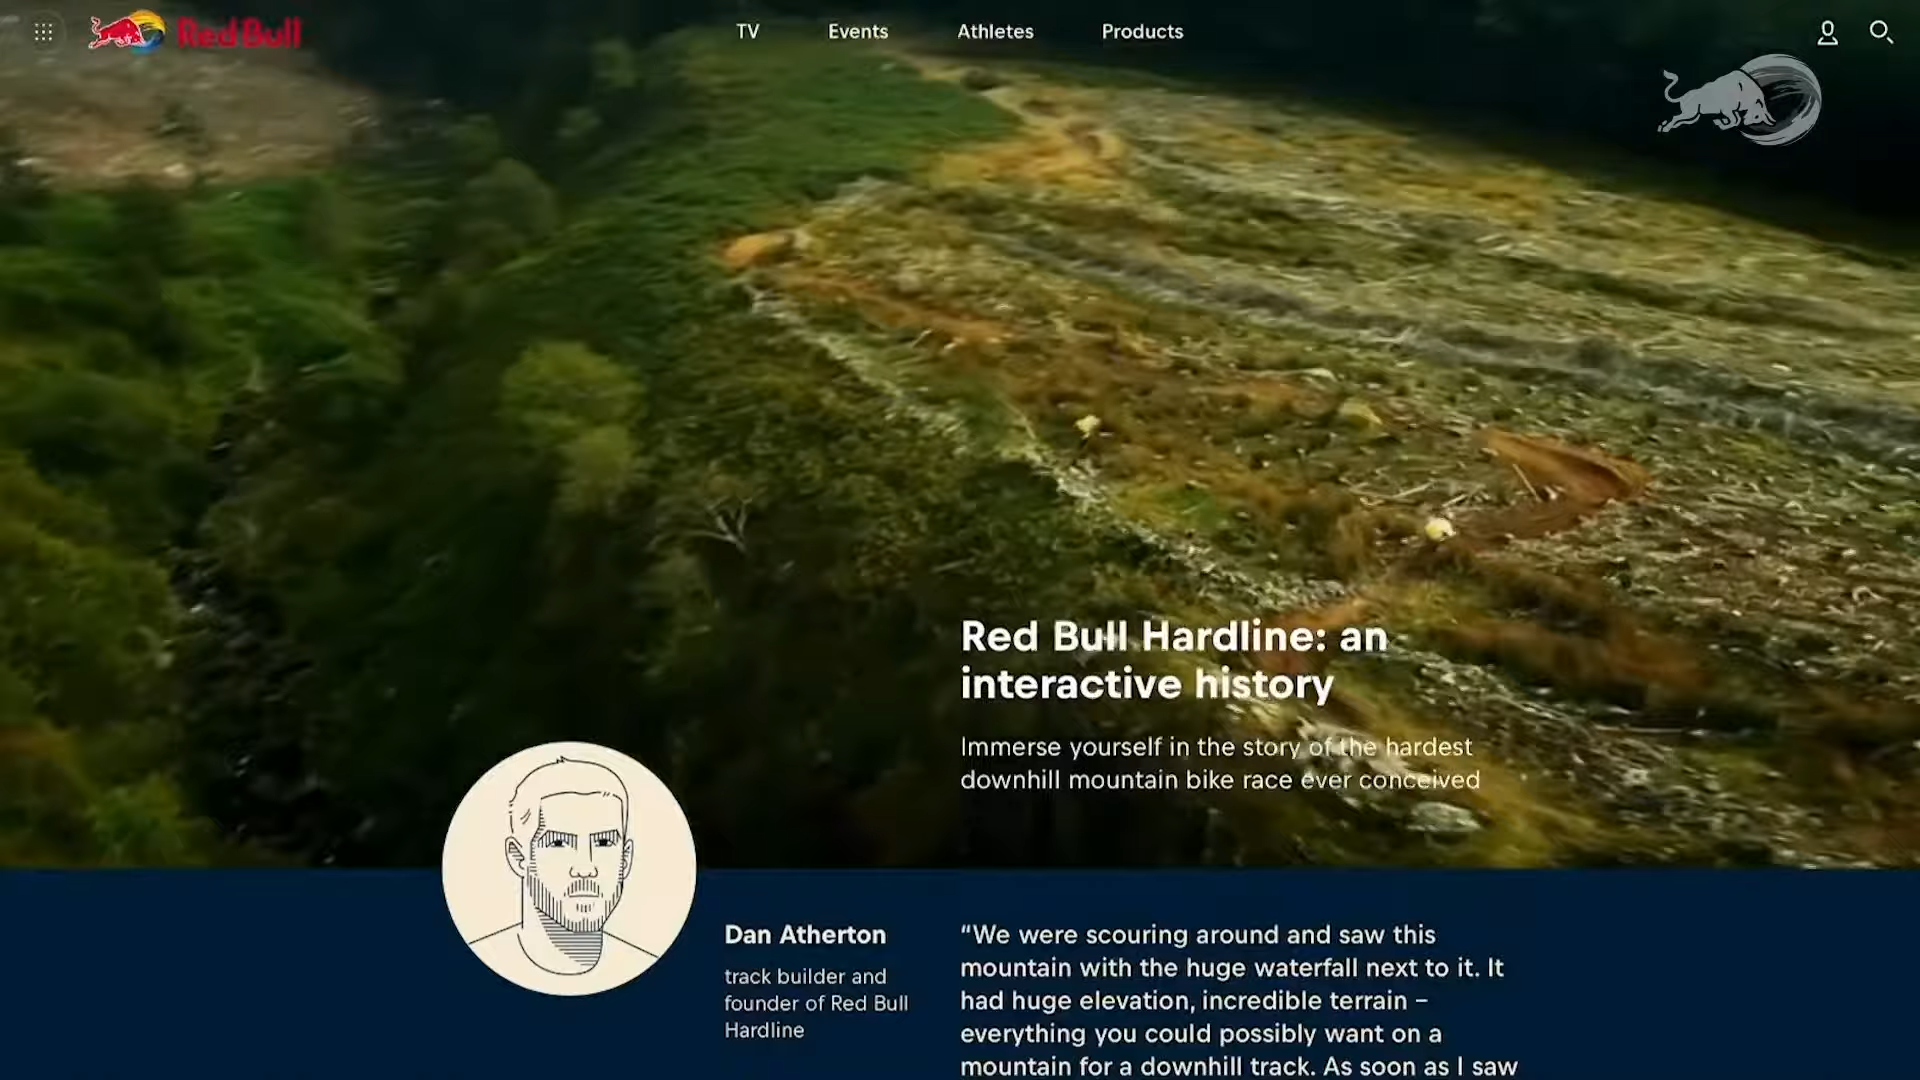 Red Bull
TV
Events
Athletes
Products
Red Bull Hardline: an
interactive history
Immerse yourself in the story of the hardest
downhill mountain bike race ever conceived
Dan Atherton
track builder and
founder of Red Bull
Hardline
“We were scouring around and saw this
mountain with the huge waterfall next to it. It
had huge elevation, incredible terrain –
everything you could possibly want on a
mountain for a downhill track. As soon as I saw